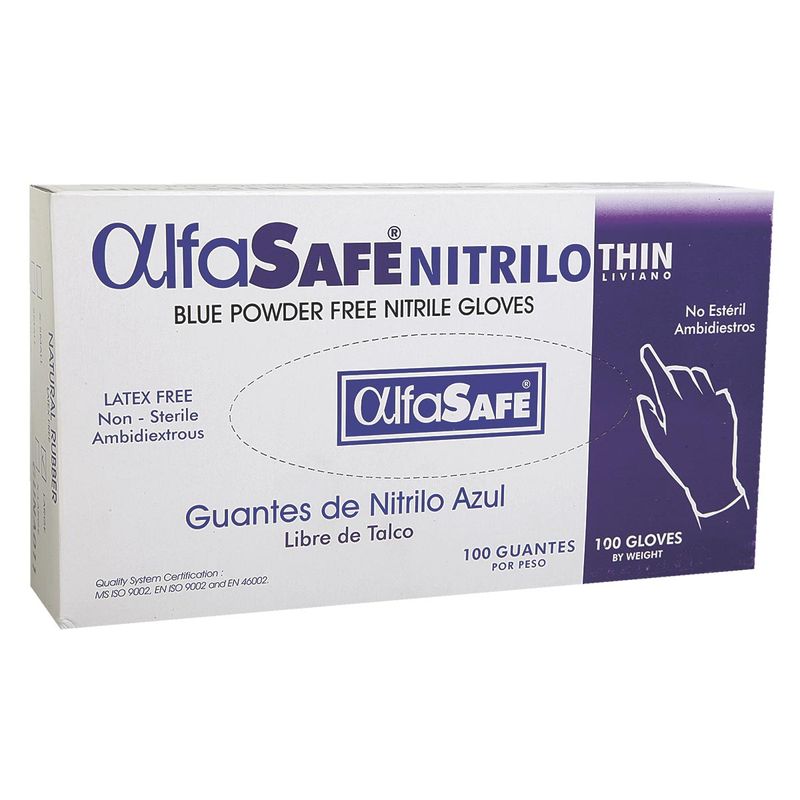 αlfaSAFE® NITRILO THIN
LIVIANO
BLUE POWDER FREE NITRILE GLOVES
No Estéril
Ambidiestros
LATEX FREE
Non - Sterile
Ambidiextrous
αlfaSAFE®
Guantes de Nitrilo Azul
Libre de Talco
100 GUANTES
POR PESO
100 GLOVES
BY WEIGHT
Quality System Certification :
MS ISO 9002, EN ISO 9002 and EN 46002.
NATURAL RUBBER